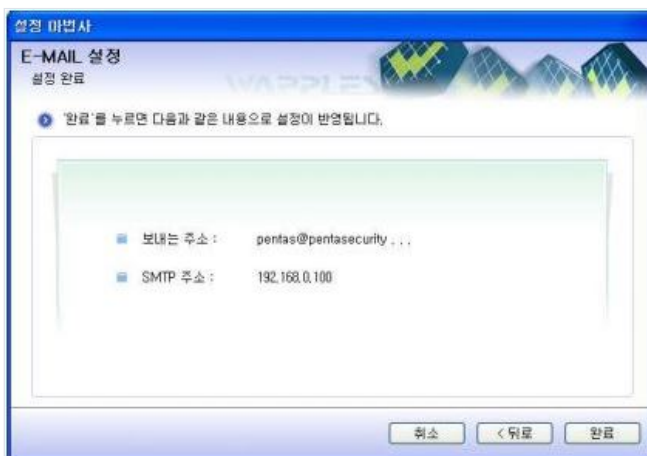 설정 마법사
E-MAIL 설정
설정 완료
WAPPLES
'완료'를 누르면 다음과 같은 내용으로 설정이 반영됩니다.
보내는 주소 : pentas@pentasecurity . . .
SMTP 주소 : 192.168.0.100
취소 < 뒤로 완료